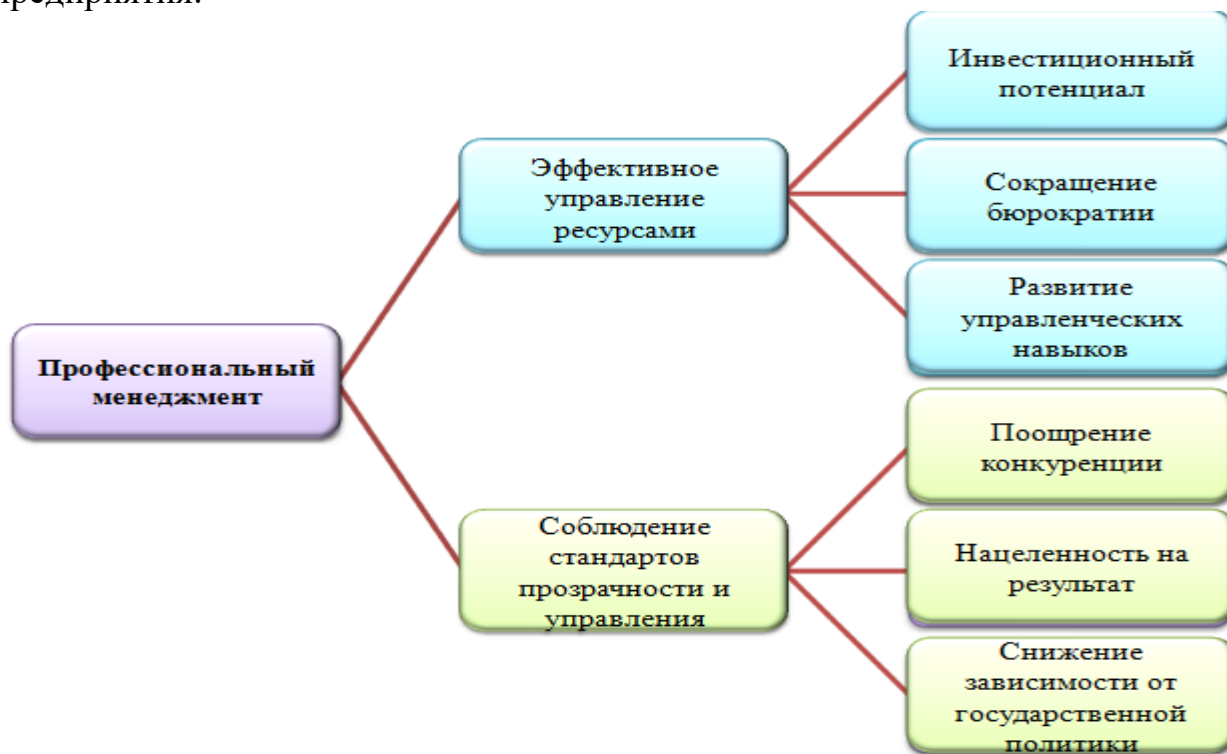 предприятия.
Инвестиционный
потенциал
Эффективное
управление
ресурсами
Сокращение
бюрократии
Развитие
управленческих
навыков
Профессиональный
менеджмент
Поощрение
конкуренции
Соблюдение
стандартов
прозрачности и
управления
Нацеленность на
результат
Снижение
зависимости от
государственной
политики